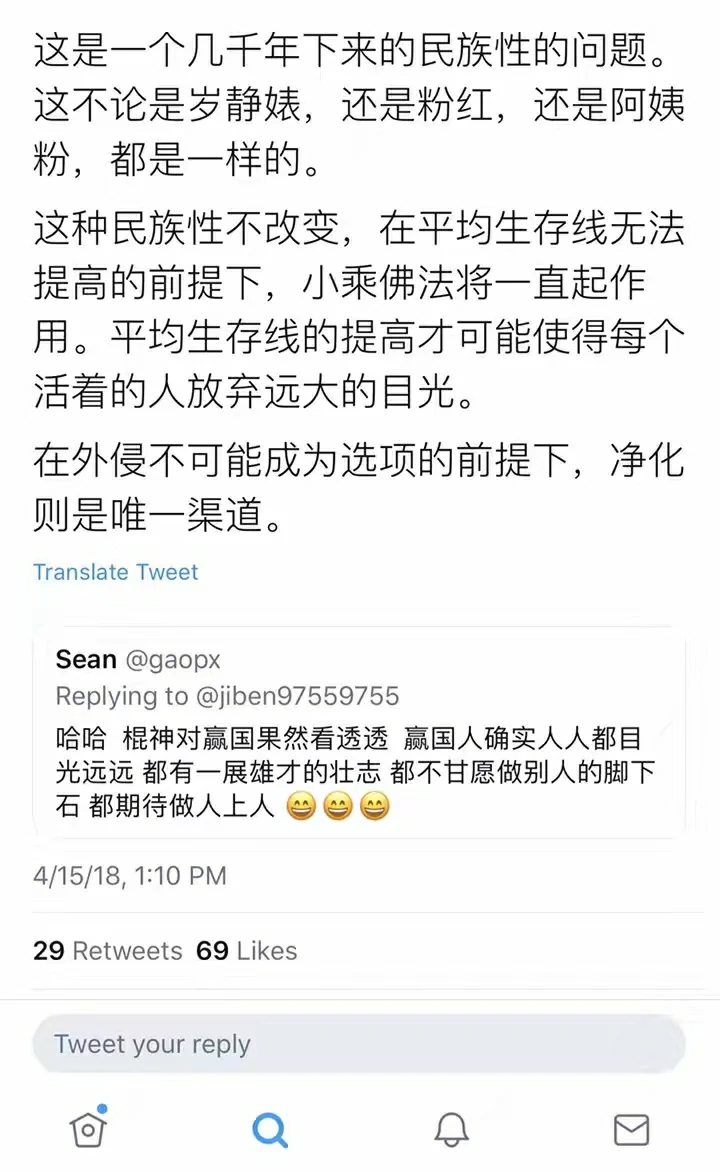 这是一个几千年下来的民族性的问题。
这不论是岁静婊，还是粉红，还是阿姨
粉，都是一样的。
这种民族性不改变，在平均生存线无法
提高的前提下，小乘佛法将一直起作
用。平均生存线的提高才可能使得每个
活着的人放弃远大的目光。
在外侵不可能成为选项的前提下，净化
则是唯一渠道。
Translate Tweet
Sean @gaopx
Replying to @jiben97559755
哈哈 棍神对赢国果然看透透 赢国人确实人人都目
光远远 都有一展雄才的壮志 都不甘愿做别人的脚下
石 都期待做人上人 😄😄😄
4/15/18, 1:10 PM
29 Retweets 69 Likes
Tweet your reply